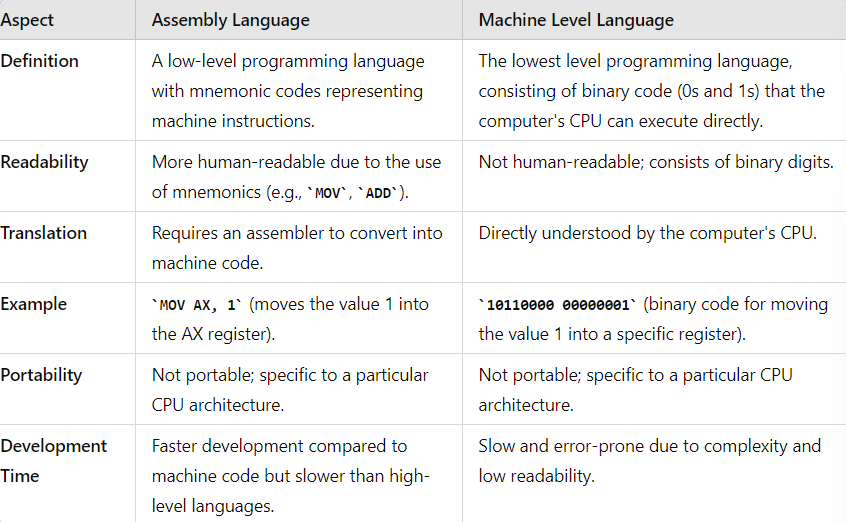 Aspect Assembly Language Machine Level Language
Definition A low-level programming language The lowest level programming language,
with mnemonic codes representing consisting of binary code (0s and 1s) that the
machine instructions. computer's CPU can execute directly.
Readability More human-readable due to the use Not human-readable; consists of binary digits.
of mnemonics (e.g., `MOV`, `ADD`).
Translation Requires an assembler to convert into Directly understood by the computer's CPU.
machine code.
Example `MOV AX, 1` (moves the value 1 into `10110000 00000001` (binary code for moving
the AX register). the value 1 into a specific register).
Portability Not portable; specific to a particular Not portable; specific to a particular CPU
CPU architecture. architecture.
Development Faster development compared to Slow and error-prone due to complexity and
Time machine code but slower than high- low readability.
level languages.